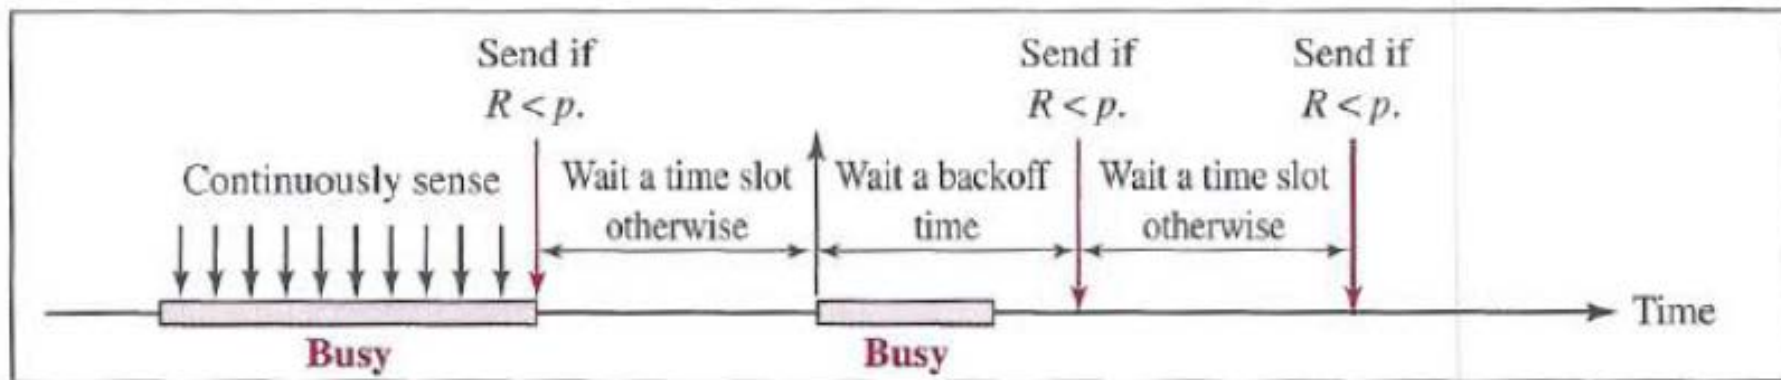 Send if
R < p.
Send if
R < p.
Send if
R < p.
Continuously sense
Wait a time slot
otherwise
Wait a backoff
time
Wait a time slot
otherwise
Time
Busy
Busy